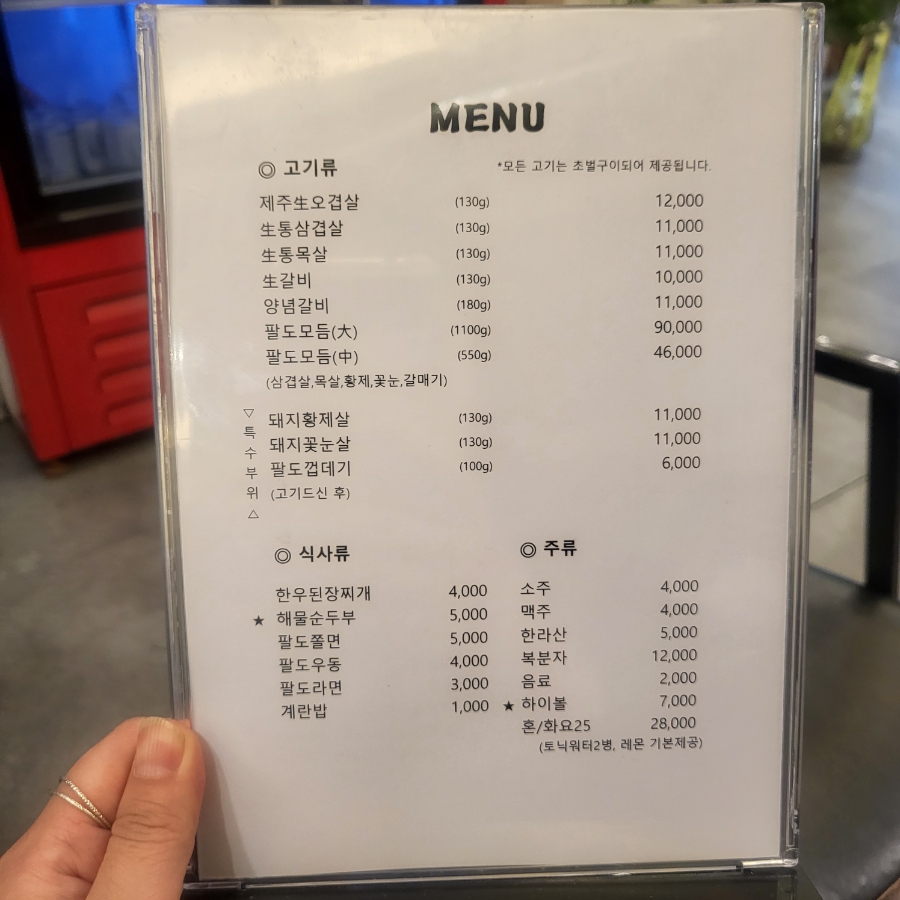 MENU
◎ 고기류 *모든 고기는 초벌구이되어 제공됩니다.
제주生오겹살 (130g) 12,000
生통삼겹살 (130g) 11,000
生통목살 (130g) 11,000
生갈비 (130g) 10,000
양념갈비 (180g) 11,000
팔도모듬(大) (1100g) 90,000
팔도모듬(中) (550g) 46,000
(삼겹살,목살,황제,꽃눈,갈매기)
▽특수부위△
돼지황제살 (130g) 11,000
돼지꽃눈살 (130g) 11,000
팔도껍데기 (100g) 6,000
(고기드신 후)
◎ 식사류
한우된장찌개 4,000
★ 해물순두부 5,000
팔도쫄면 5,000
팔도우동 4,000
팔도라면 3,000
계란밥 1,000
◎ 주류
소주 4,000
맥주 4,000
한라산 5,000
복분자 12,000
음료 2,000
★ 하이볼 7,000
혼/화요25 28,000
(토닉워터2병, 레몬 기본제공)